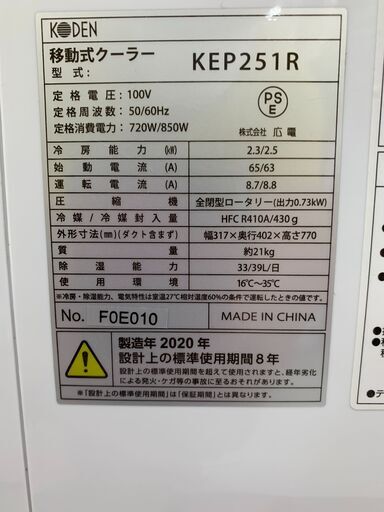 KODEN
移動式クーラー
型式： KEP251R
定格電圧：100V
定格周波数：50/60Hz
定格消費電力：720W/850W
PS
E
株式会社 広電
冷房能力 (kW) 2.3/2.5
始動電流 (A) 65/63
運転電流 (A) 8.7/8.8
圧縮機 全閉型ロータリー(出力0.73kW)
冷媒/冷媒封入量 HFC R410A/430g
外形寸法(mm)(ダクト含まず) 幅317×奥行402×高さ770
質量 約21kg
除湿能力 33/39L/日
使用環境 16℃～35℃
※冷房・除湿能力、電気特性は室温27℃相対湿度60%の条件で運転したときの値です。
No. F0E010 MADE IN CHINA
製造年 2020 年
設計上の標準使用期間 8 年
設計上の標準使用期間を超えて使用されますと、経年劣化
による発火・ケガ等の事故に至るおそれがあります。
※「設計上の標準使用期間」は「保証期間」とは異なります。